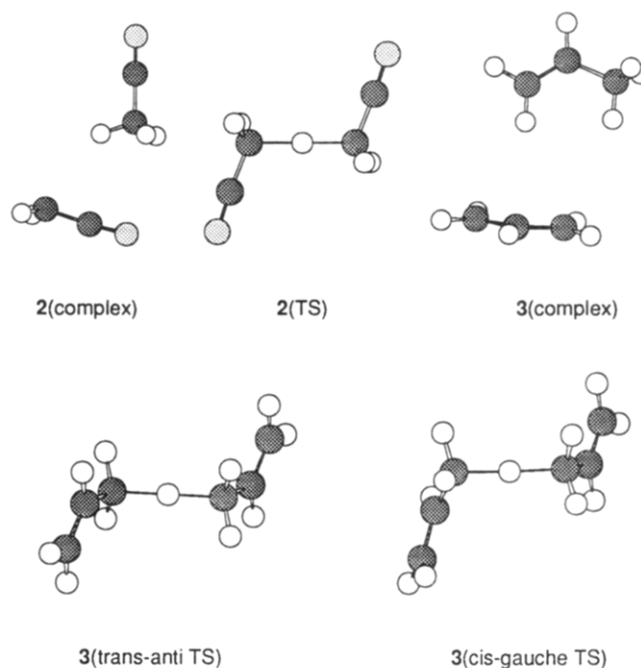 2(complex)
2(TS)
3(complex)
3(trans-anti TS)
3(cis-gauche TS)